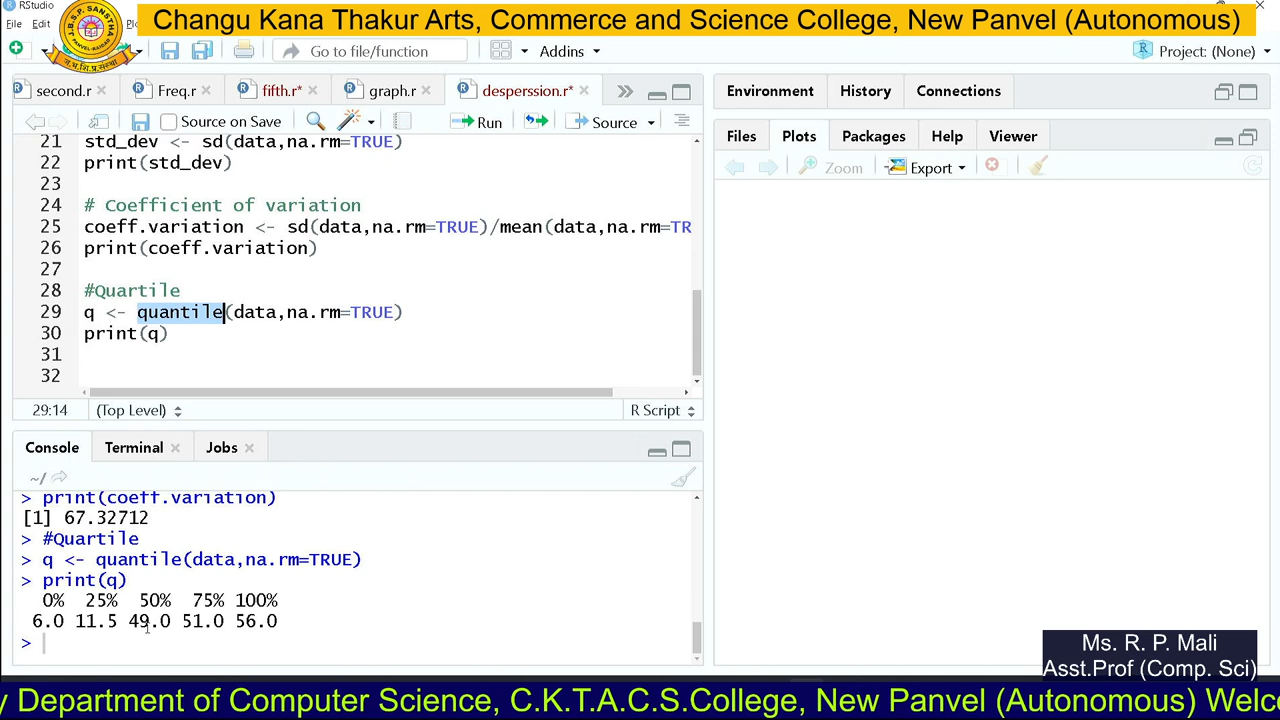 RStudio
Changu Kana Thakur Arts, Commerce and Science College, New Panvel (Autonomous)
File Edit
Go to file/function
Addins
Project: (None)
second.r
Freq.r
fifth.r*
graph.r
desperssion.r*
Source on Save
Run
Source
21 std_dev <- sd(data,na.rm=TRUE)
22 print(std_dev)
23
24 # Coefficient of variation
25 coeff.variation <- sd(data,na.rm=TRUE)/mean(data,na.rm=TR
26 print(coeff.variation)
27
28 #Quartile
29 q <- quantile(data,na.rm=TRUE)
30 print(q)
31
32
29:14 (Top Level) R Script
Console Terminal Jobs
~/
> print(coeff.variation)
[1] 67.32712
> #Quartile
> q <- quantile(data,na.rm=TRUE)
> print(q)
0% 25% 50% 75% 100%
6.0 11.5 49.0 51.0 56.0
>
Environment History Connections
Files Plots Packages Help Viewer
Zoom Export
Ms. R. P. Mali
Asst.Prof (Comp. Sci)
y Department of Computer Science, C.K.T.A.C.S.College, New Panvel (Autonomous) Welc